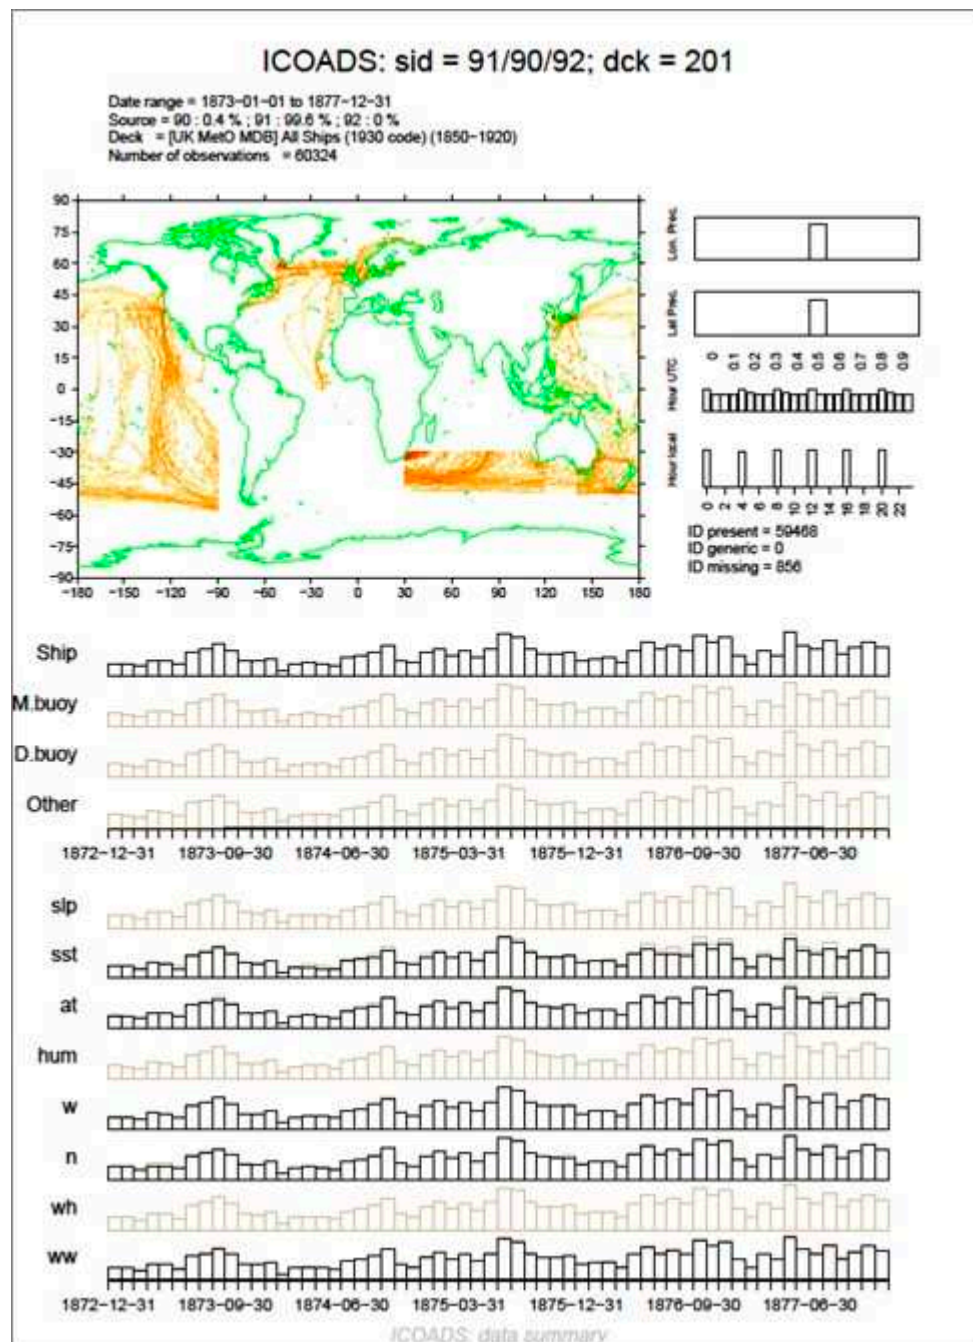 ICOADS: sid = 91/90/92; dck = 201
Date range = 1873-01-01 to 1877-12-31
Source = 90 : 0.4 % ; 91 : 99.6 % ; 92 : 0 %
Deck = [UK MetO MDB] All Ships (1930 code) (1850-1920)
Number of observations = 60324
90
75
60
45
30
15
0
-15
-30
-45
-60
-75
-90
-180 -150 -120 -90 -60 -30 0 30 60 90 120 150 180
Lon. Prec.
Lat Prec.
0 0.1 0.2 0.3 0.4 0.5 0.6 0.7 0.8 0.9
Hour UTC
Hour local
0 2 4 6 8 10 12 14 16 18 20 22
ID present = 59468
ID generic = 0
ID missing = 856
Ship
M.buoy
D.buoy
Other
1872-12-31 1873-09-30 1874-06-30 1875-03-31 1875-12-31 1876-09-30 1877-06-30
slp
sst
at
hum
w
n
wh
ww
1872-12-31 1873-09-30 1874-06-30 1875-03-31 1875-12-31 1876-09-30 1877-06-30
ICOADS: data summary